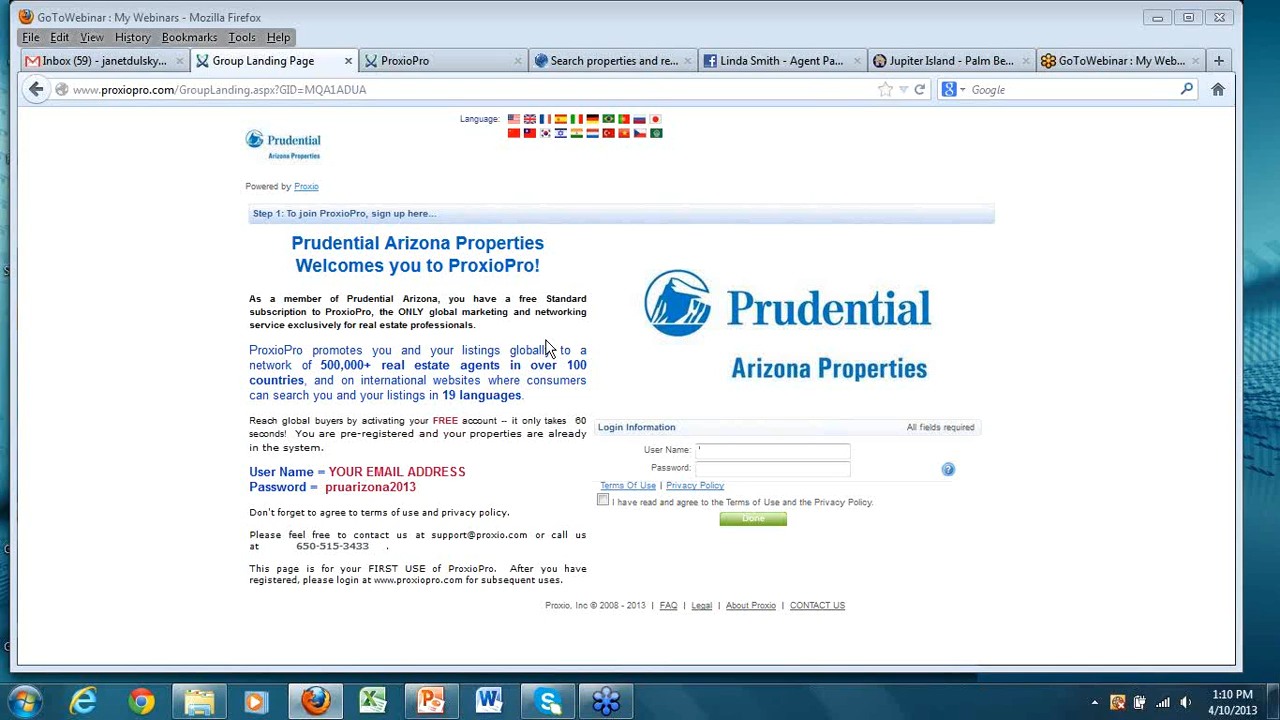 GoToWebinar : My Webinars - Mozilla Firefox
File Edit View History Bookmarks Tools Help
Inbox (59) - janetdulsky... Group Landing Page ProxioPro Search properties and re... Linda Smith - Agent Pa... Jupiter Island - Palm Be... GoToWebinar : My Web...
www.proxiopro.com/GroupLanding.aspx?GID=MQA1ADUA Google
Language:
Prudential
Arizona Properties
Powered by Proxio
Step 1: To join ProxioPro, sign up here...
Prudential Arizona Properties
Welcomes you to ProxioPro!
As a member of Prudential Arizona, you have a free Standard
subscription to ProxioPro, the ONLY global marketing and networking
service exclusively for real estate professionals.
ProxioPro promotes you and your listings globally to a
network of 500,000+ real estate agents in over 100
countries, and on international websites where consumers
can search you and your listings in 19 languages.
Reach global buyers by activating your FREE account -- it only takes 60
seconds! You are pre-registered and your properties are already
in the system.
User Name = YOUR EMAIL ADDRESS
Password = pruarizona2013
Don't forget to agree to terms of use and privacy policy.
Please feel free to contact us at support@proxio.com or call us
at 650-515-3433 .
This page is for your FIRST USE of ProxioPro. After you have
registered, please login at www.proxiopro.com for subsequent uses.
Prudential
Arizona Properties
Login Information All fields required
User Name: '
Password:
?
Terms Of Use | Privacy Policy
I have read and agree to the Terms of Use and the Privacy Policy.
Done
Proxio, Inc © 2008 - 2013 | FAQ | Legal | About Proxio | CONTACT US
1:10 PM
4/10/2013